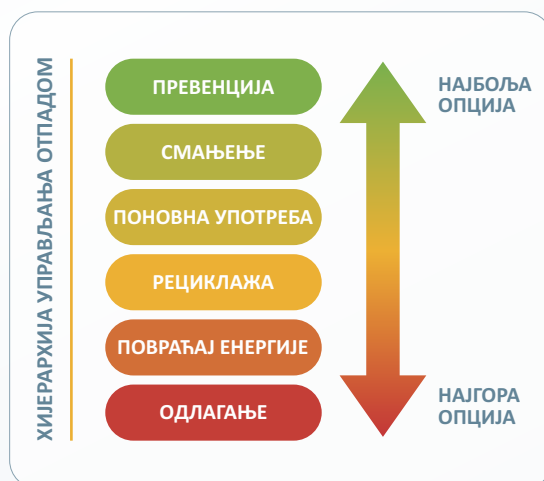 ХИЈЕРАРХИЈА УПРАВЉАЊА ОТПАДОМ
ПРЕВЕНЦИЈА
СМАЊЕЊЕ
ПОНОВНА УПОТРЕБА
РЕЦИКЛАЖА
ПОВРАЋАЈ ЕНЕРГИЈЕ
ОДЛАГАЊЕ
НАЈБОЉА
ОПЦИЈА
НАЈГОРА
ОПЦИЈА